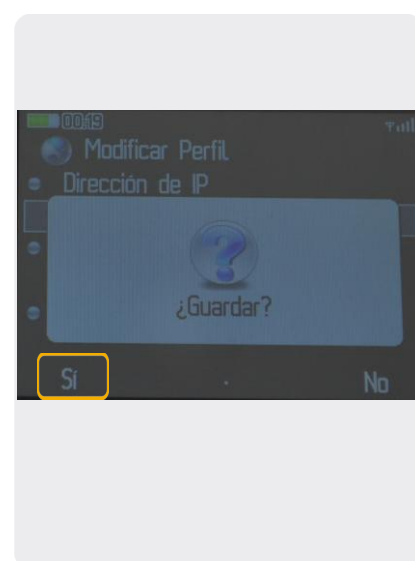 00:19
Modificar Perfil
Dirección de IP
¿Guardar?
Sí No